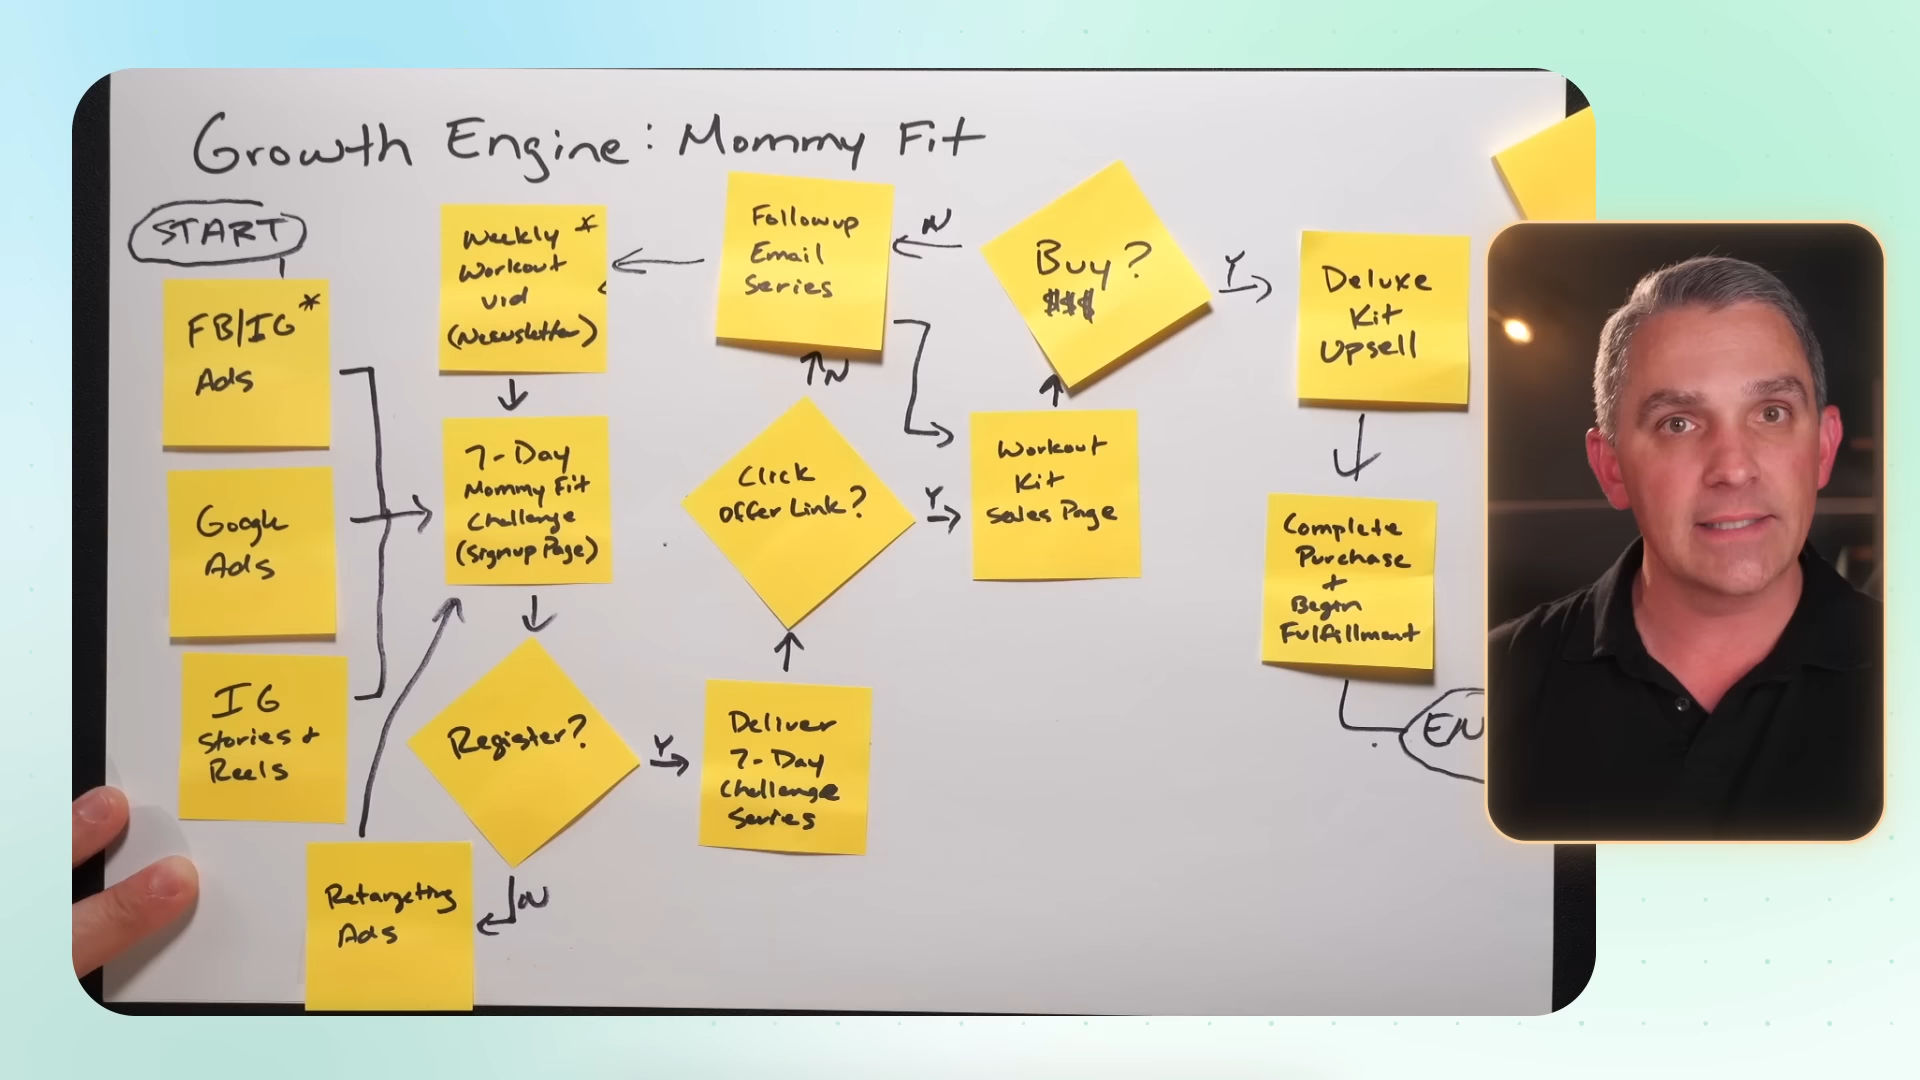 Growth Engine: Mommy Fit
START
FB/IG *
Ads
Google
Ads
IG
Stories +
Reels
Retargeting
Ads
Weekly *
Workout
Vid
(Newsletter)
7-Day
Mommy Fit
Challenge
(Signup Page)
Register?
N
Y
Deliver
7-Day
Challenge
Series
Click
Offer Link?
N
Y
Followup
Email
Series
Workout
Kit
Sales Page
Buy?
$$$
N
Y
Deluxe
Kit
Upsell
Complete
Purchase
+
Begin
Fulfillment
EN